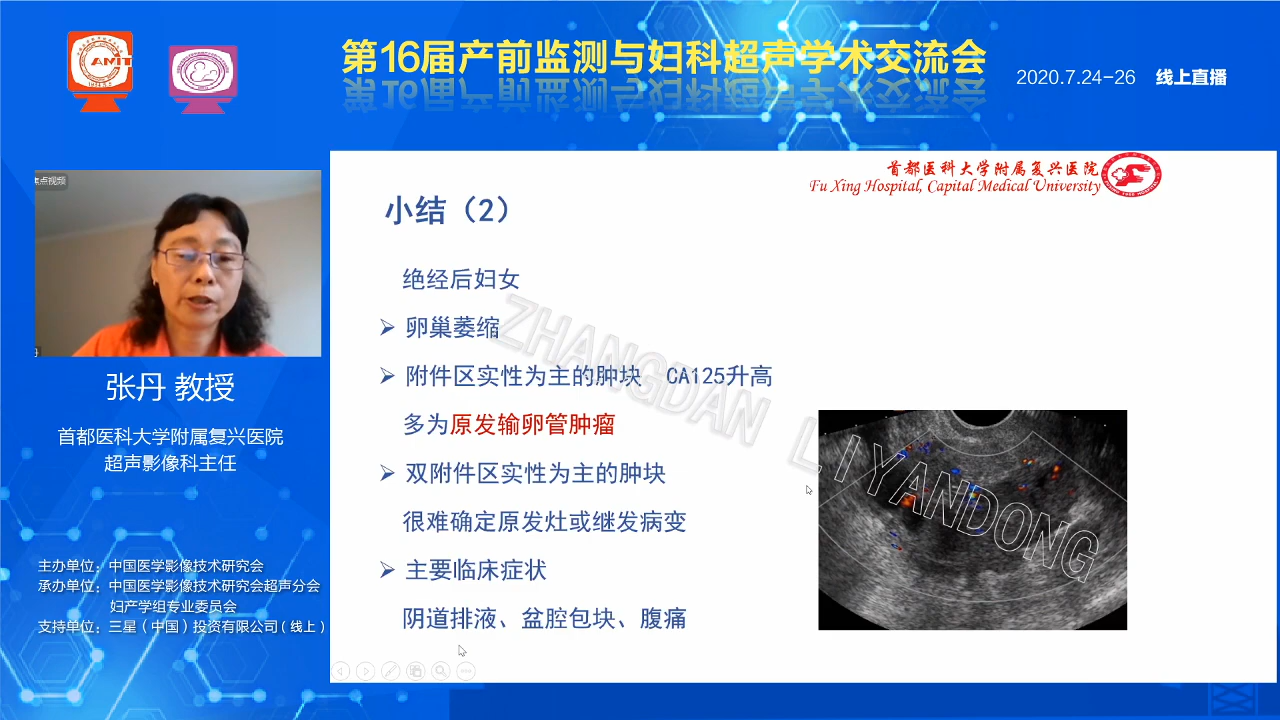 第16届产前监测与妇科超声学术交流会
2020.7.24-26 线上直播
CAMIT
焦点视频
首都医科大学附属复兴医院
Fu Xing Hospital, Capital Medical University
小结（2）
绝经后妇女
➢ 卵巢萎缩
➢ 附件区实性为主的肿块 CA125升高
多为原发输卵管肿瘤
➢ 双附件区实性为主的肿块
很难确定原发灶或继发病变
➢ 主要临床症状
阴道排液、盆腔包块、腹痛
ZHANGDAN LIYANDONG
张丹 教授
首都医科大学附属复兴医院
超声影像科主任
主办单位：中国医学影像技术研究会
承办单位：中国医学影像技术研究会超声分会
妇产学组专业委员会
支持单位：三星（中国）投资有限公司（线上）